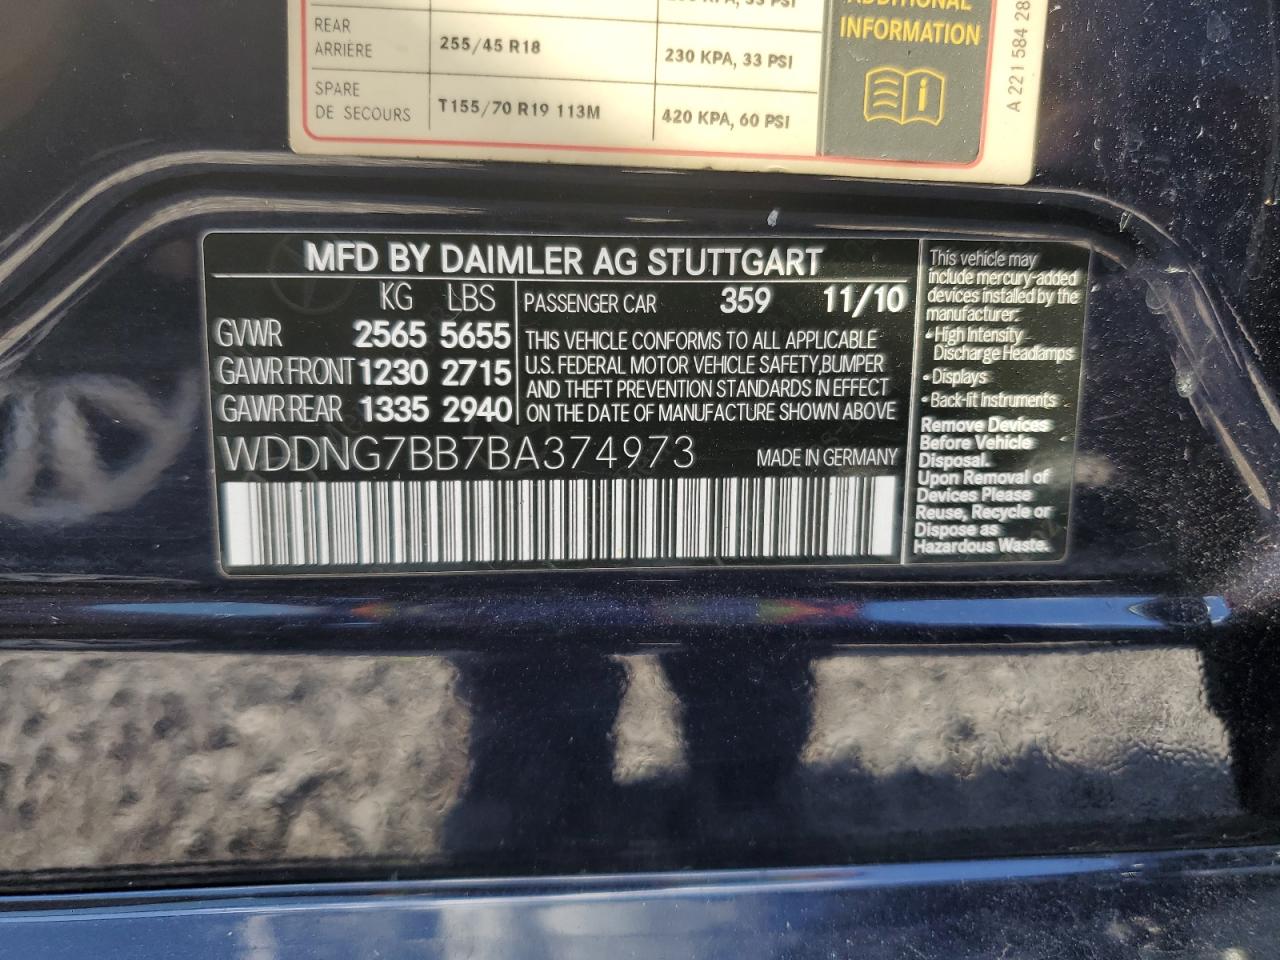 REAR
ARRIÈRE
255/45 R18
230 KPA, 33 PSI
SPARE
DE SECOURS
T155/70 R19 113M
420 KPA, 60 PSI
ADDITIONAL
INFORMATION
A 221 584 28
MFD BY DAIMLER AG STUTTGART
KG LBS
GVWR 2565 5655
GAWR FRONT 1230 2715
GAWR REAR 1335 2940
PASSENGER CAR 359 11/10
THIS VEHICLE CONFORMS TO ALL APPLICABLE
U.S. FEDERAL MOTOR VEHICLE SAFETY,BUMPER
AND THEFT PREVENTION STANDARDS IN EFFECT
ON THE DATE OF MANUFACTURE SHOWN ABOVE
WDDNG7BB7BA374973
MADE IN GERMANY
This vehicle may
include mercury-added
devices installed by the
manufacturer:
• High Intensity
Discharge Headlamps
• Displays
• Back-lit Instruments
Remove Devices
Before Vehicle
Disposal.
Upon Removal of
Devices Please
Reuse, Recycle or
Dispose as
Hazardous Waste.